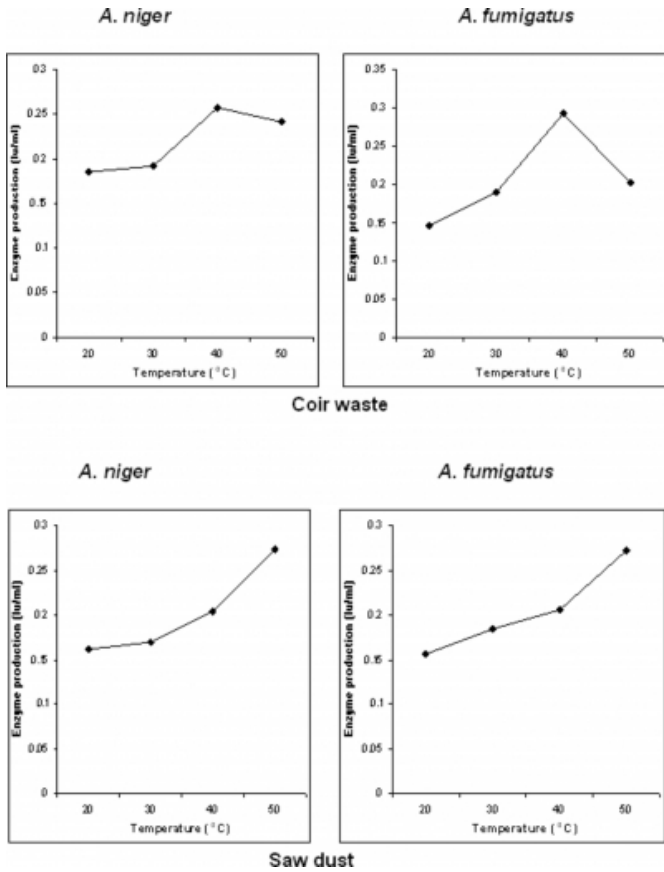 A. niger
A. fumigatus
Enzyme production (Iu/ml)
0.3
0.25
0.2
0.15
0.1
0.05
0
20 30 40 50
Temperature (°C)
Enzyme production (Iu/ml)
0.35
0.3
0.25
0.2
0.15
0.1
0.05
0
20 30 40 50
Temperature (°C)
Coir waste
A. niger
A. fumigatus
Enzyme production (Iu/ml)
0.3
0.25
0.2
0.15
0.1
0.05
0
20 30 40 50
Temperature (°C)
Enzyme production (Iu/ml)
0.3
0.25
0.2
0.15
0.1
0.05
0
20 30 40 50
Temperature (°C)
Saw dust